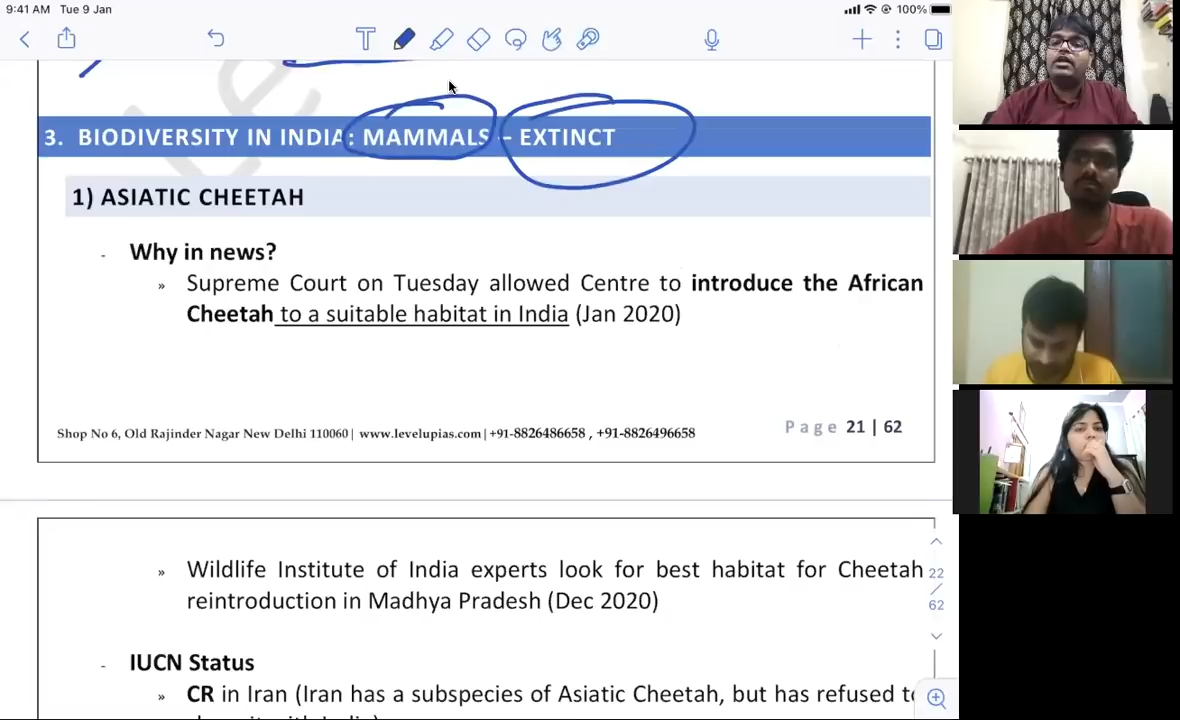 9:41 AM Tue 9 Jan
100%
3. BIODIVERSITY IN INDIA: MAMMALS – EXTINCT
1) ASIATIC CHEETAH
- Why in news?
» Supreme Court on Tuesday allowed Centre to introduce the African
Cheetah to a suitable habitat in India (Jan 2020)
Shop No 6, Old Rajinder Nagar New Delhi 110060| www.levelupias.com|+91-8826486658 , +91-8826496658
Page 21 | 62
» Wildlife Institute of India experts look for best habitat for Cheetah
reintroduction in Madhya Pradesh (Dec 2020)
22
/
62
- IUCN Status
» CR in Iran (Iran has a subspecies of Asiatic Cheetah, but has refused